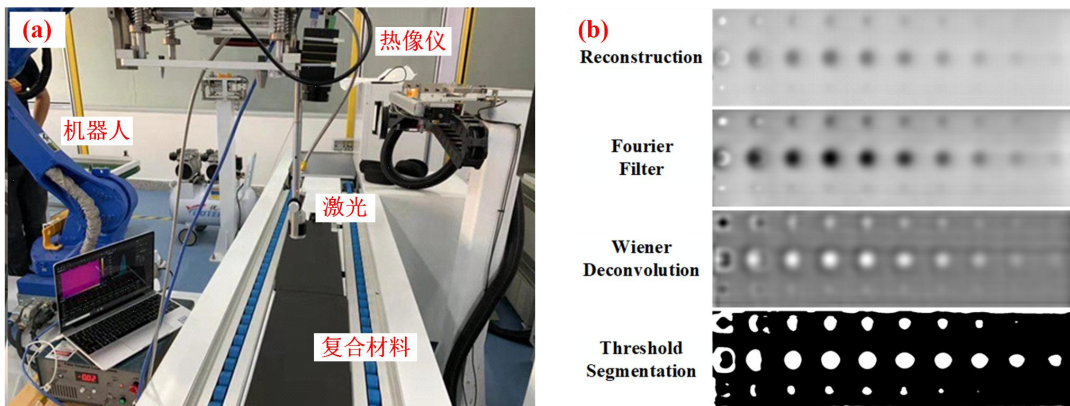 (a)
热像仪
机器人
激光
复合材料
-002
(b)
Reconstruction
Fourier
Filter
Wiener
Deconvolution
Threshold
Segmentation